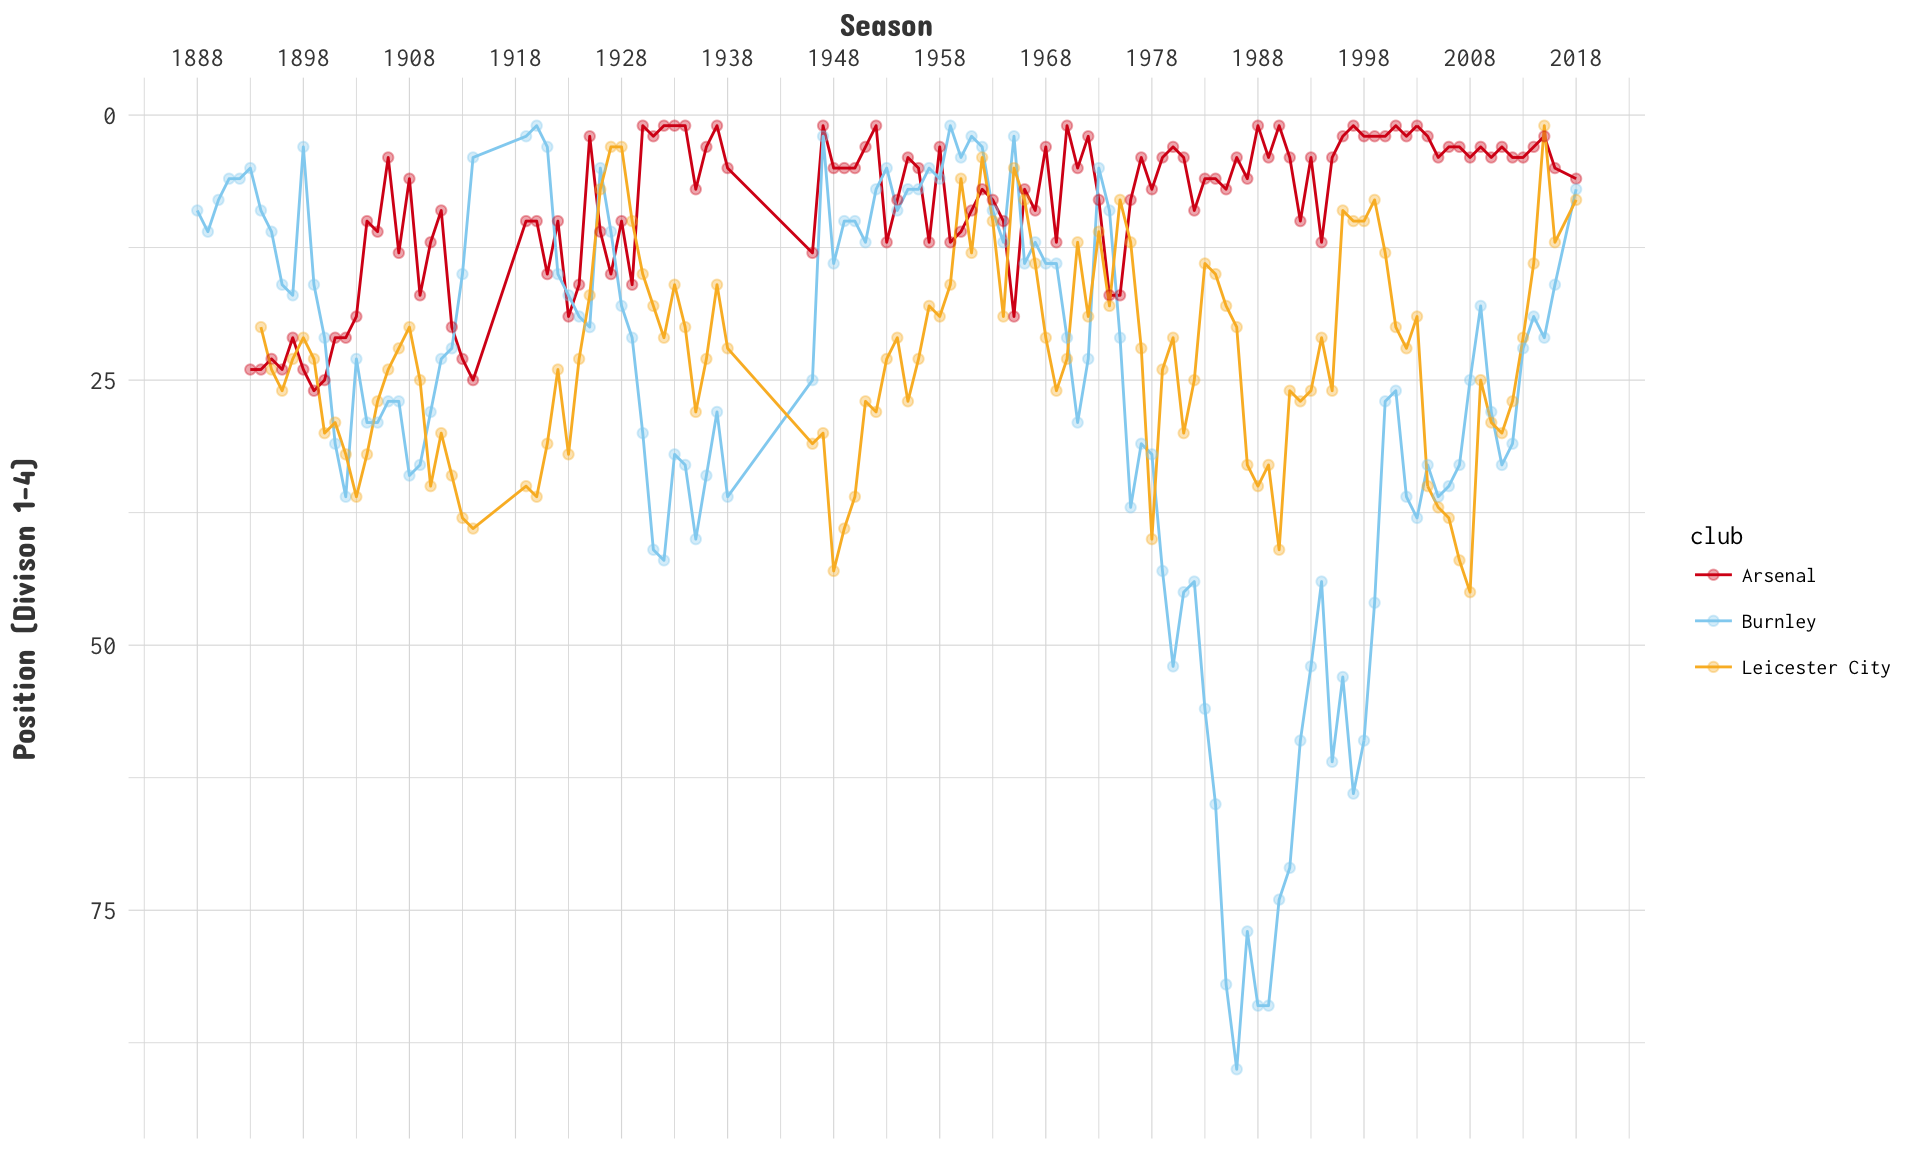 Season
1888 1898 1908 1918 1928 1938 1948 1958 1968 1978 1988 1998 2008 2018
0
25
50
75
Position (Divison 1-4)
club
Arsenal
Burnley
Leicester City